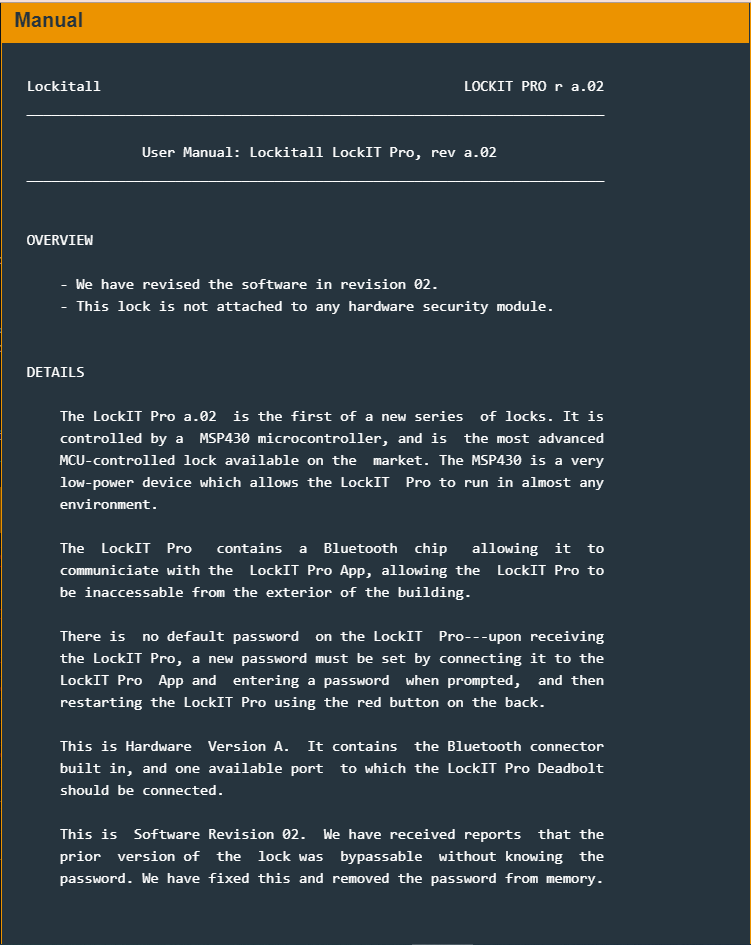 Manual
Lockitall LOCKIT PRO r a.02
User Manual: Lockitall LockIT Pro, rev a.02
OVERVIEW
- We have revised the software in revision 02.
- This lock is not attached to any hardware security module.
DETAILS
The LockIT Pro a.02 is the first of a new series of locks. It is
controlled by a MSP430 microcontroller, and is the most advanced
MCU-controlled lock available on the market. The MSP430 is a very
low-power device which allows the LockIT Pro to run in almost any
environment.
The LockIT Pro contains a Bluetooth chip allowing it to
communiciate with the LockIT Pro App, allowing the LockIT Pro to
be inaccessable from the exterior of the building.
There is no default password on the LockIT Pro---upon receiving
the LockIT Pro, a new password must be set by connecting it to the
LockIT Pro App and entering a password when prompted, and then
restarting the LockIT Pro using the red button on the back.
This is Hardware Version A. It contains the Bluetooth connector
built in, and one available port to which the LockIT Pro Deadbolt
should be connected.
This is Software Revision 02. We have received reports that the
prior version of the lock was bypassable without knowing the
password. We have fixed this and removed the password from memory.